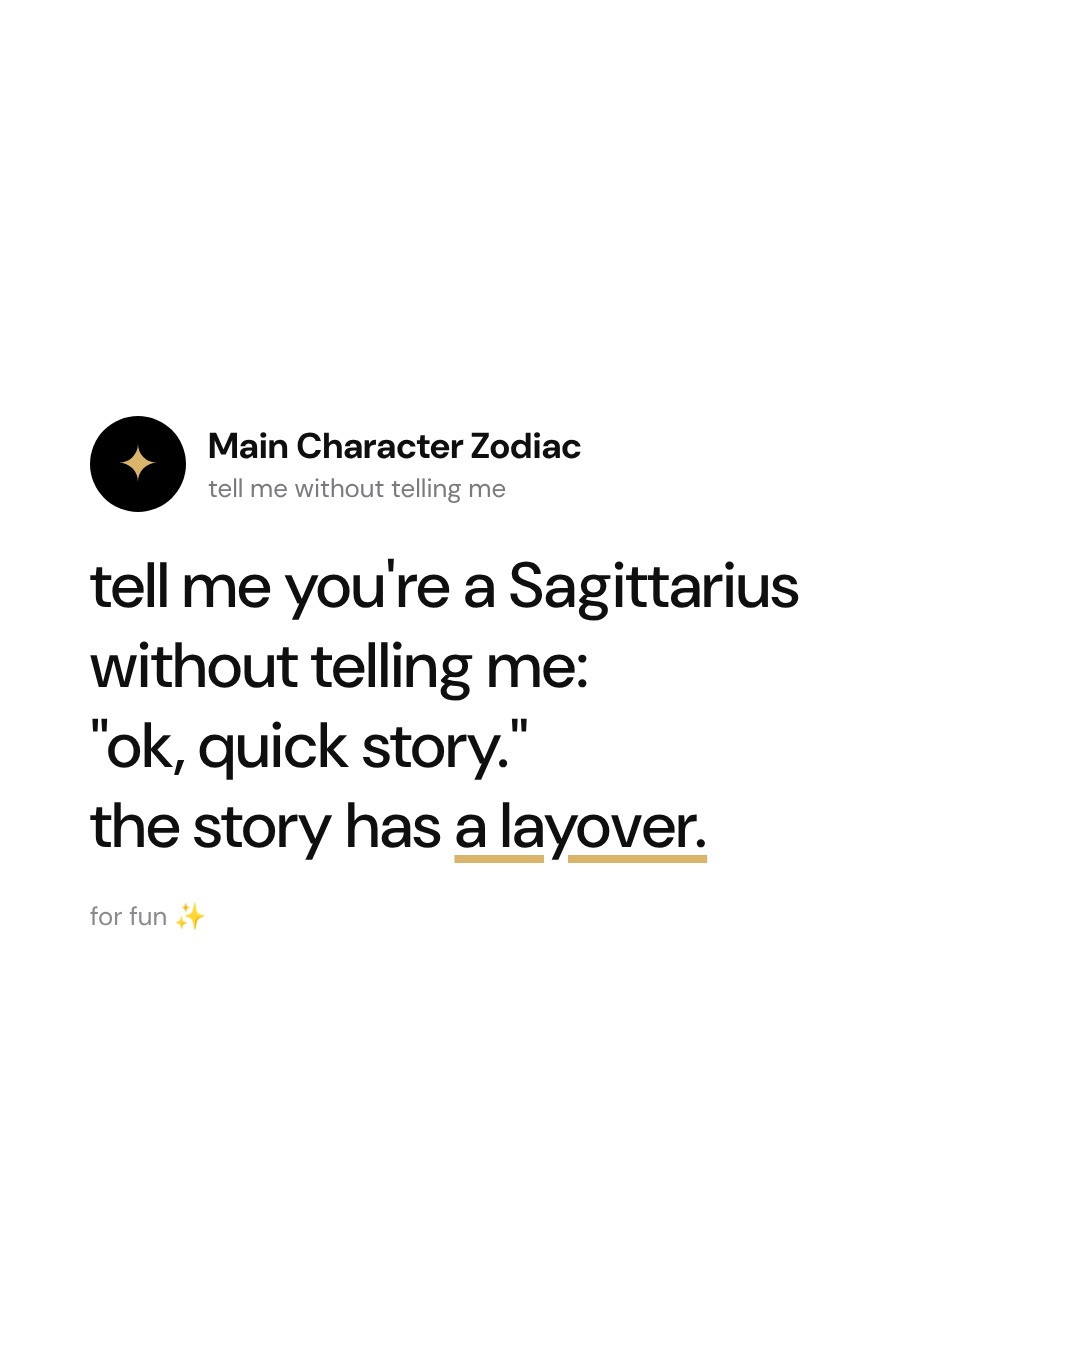 Main Character Zodiac
tell me without telling me
tell me you're a Sagittarius
without telling me:
"ok, quick story."
the story has a layover.
for fun ✨